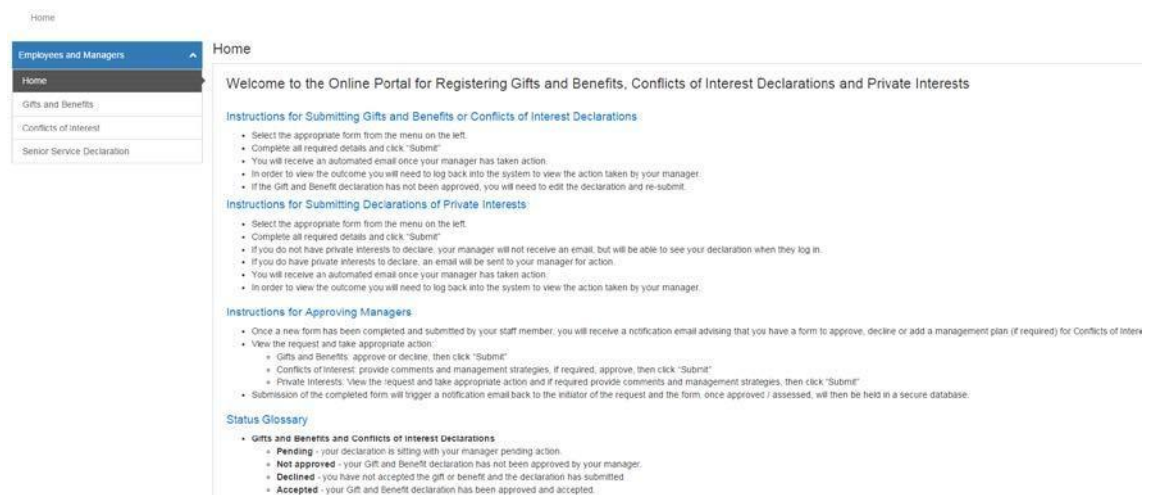 Home
Employees and Managers
Home
Gifts and Benefits
Conflicts of Interest
Senior Service Declaration
Home
Welcome to the Online Portal for Registering Gifts and Benefits, Conflicts of Interest Declarations and Private Interests
Instructions for Submitting Gifts and Benefits or Conflicts of Interest Declarations
• Select the appropriate form from the menu on the left.
• Complete all required details and click "Submit"
• You will receive an automated email once your manager has taken action.
• In order to view the outcome you will need to log back into the system to view the action taken by your manager.
• If the Gift and Benefit declaration has not been approved, you will need to edit the declaration and re-submit.
Instructions for Submitting Declarations of Private Interests
• Select the appropriate form from the menu on the left.
• Complete all required details and click "Submit"
• If you do not have private interests to declare, your manager will not receive an email, but will be able to see your declaration when they log in.
• If you do have private interests to declare, an email will be sent to your manager for action.
• You will receive an automated email once your manager has taken action.
• In order to view the outcome you will need to log back into the system to view the action taken by your manager.
Instructions for Approving Managers
• Once a new form has been completed and submitted by your staff member, you will receive a notification email advising that you have a form to approve, decline or add a management plan (if required) for Conflicts of Intere
• View the request and take appropriate action:
Gifts and Benefits: approve or decline, then click "Submit"
Conflicts of Interest: provide comments and management strategies, if required, approve, then click "Submit"
Private Interests: View the request and take appropriate action and if required provide comments and management strategies, then click "Submit"
• Submission of the completed form will trigger a notification email back to the initiator of the request and the form, once approved / assessed, will then be held in a secure database.
Status Glossary
• Gifts and Benefits and Conflicts of Interest Declarations
Pending - your declaration is sitting with your manager pending action.
Not approved - your Gift and Benefit declaration has not been approved by your manager.
Declined - you have not accepted the gift or benefit and the declaration has submitted
Accepted - your Gift and Benefit declaration has been approved and accepted.